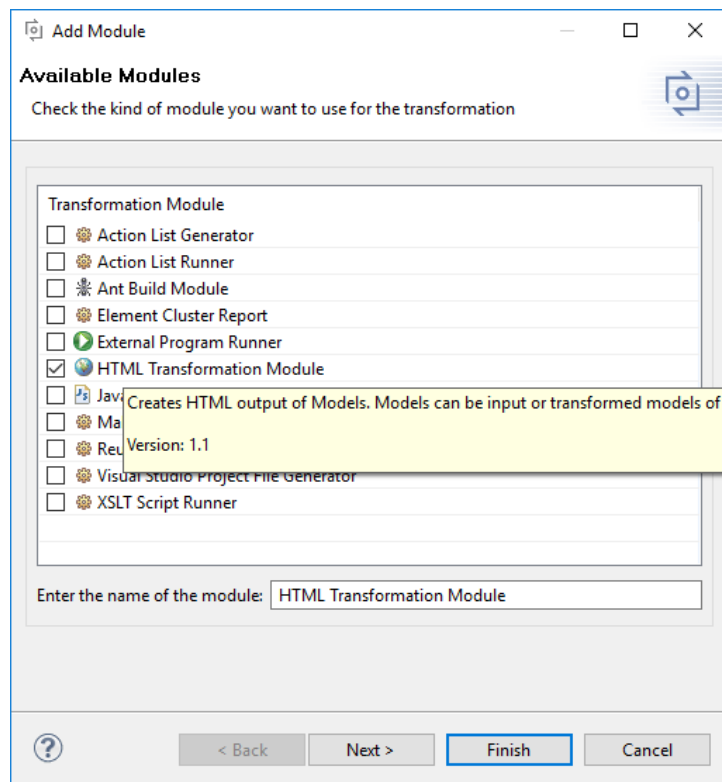 Add Module
Available Modules
Check the kind of module you want to use for the transformation
Transformation Module
Action List Generator
Action List Runner
Ant Build Module
Element Cluster Report
External Program Runner
HTML Transformation Module
Creates HTML output of Models. Models can be input or transformed models of
Version: 1.1
Visual Studio Project File Generator
XSLT Script Runner
Enter the name of the module: HTML Transformation Module
< Back Next > Finish Cancel